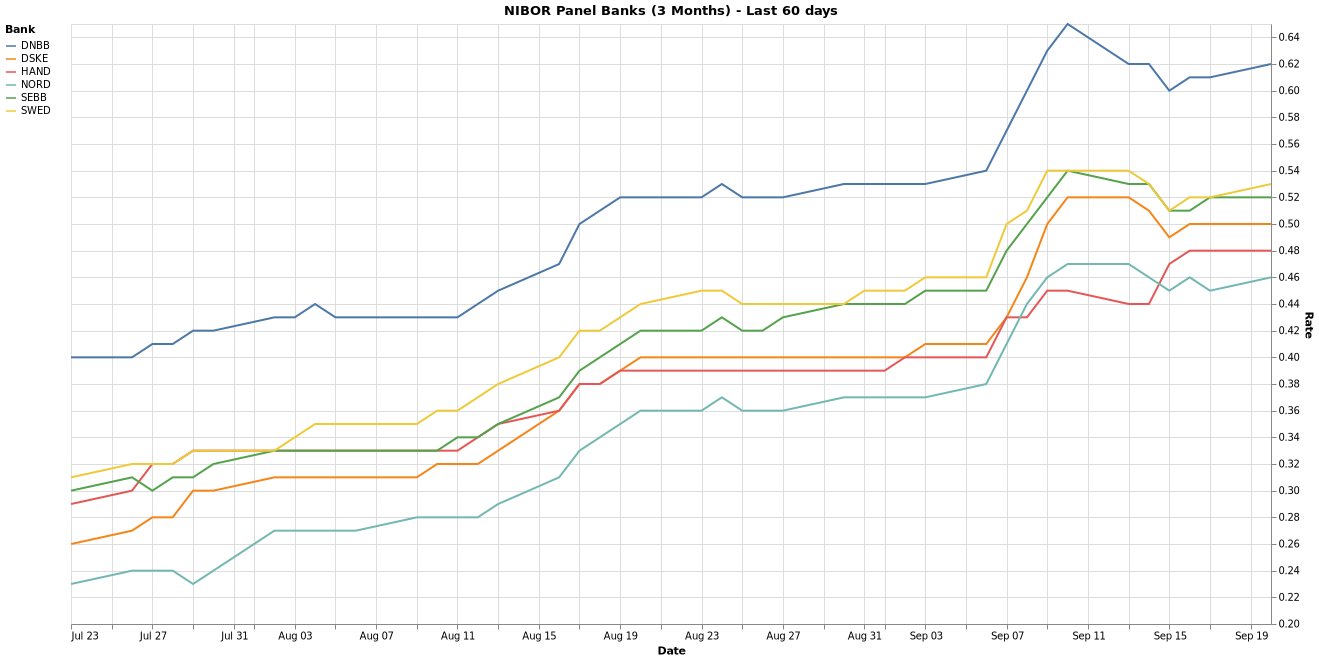 NIBOR Panel Banks (3 Months) - Last 60 days
Bank
DNBB
DSKE
HAND
NORD
SEBB
SWED
0.64
0.62
0.60
0.58
0.56
0.54
0.52
0.50
0.48
0.46
0.44
0.42
0.40
0.38
0.36
0.34
0.32
0.30
0.28
0.26
0.24
0.22
0.20
Rate
Jul 23 Jul 27 Jul 31 Aug 03 Aug 07 Aug 11 Aug 15 Aug 19 Aug 23 Aug 27 Aug 31 Sep 03 Sep 07 Sep 11 Sep 15 Sep 19
Date